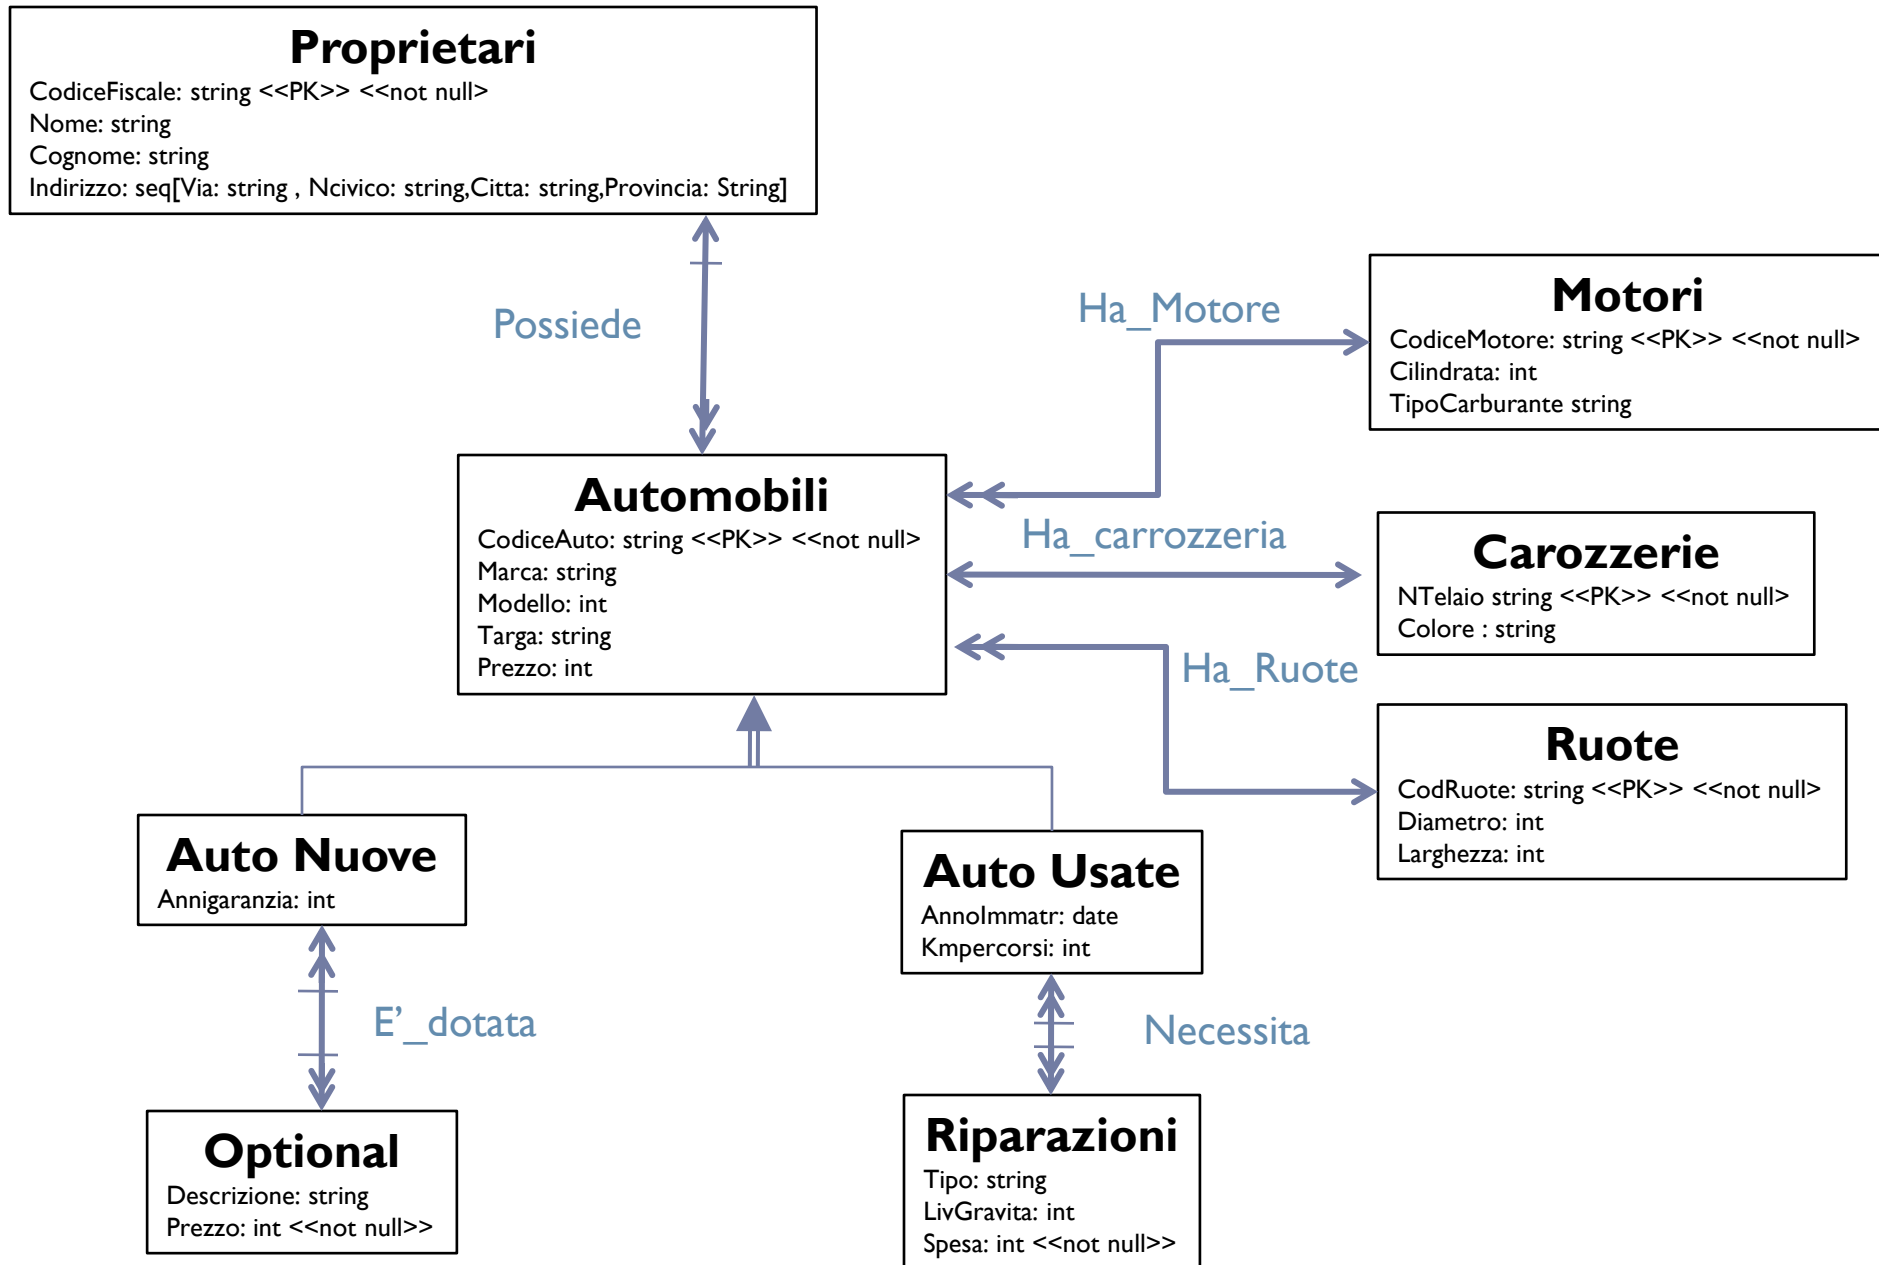 Proprietari
CodiceFiscale: string <<PK>> <<not null>
Nome: string
Cognome: string
Indirizzo: seq[Via: string , Ncivico: string,Citta: string,Provincia: String]
Possiede
Ha_Motore
Motori
CodiceMotore: string <<PK>> <<not null>
Cilindrata: int
TipoCarburante string
Automobili
CodiceAuto: string <<PK>> <<not null>
Marca: string
Modello: int
Targa: string
Prezzo: int
Ha_carrozzeria
Carozzerie
NTelaio string <<PK>> <<not null>
Colore : string
Ha_Ruote
Ruote
CodRuote: string <<PK>> <<not null>
Diametro: int
Larghezza: int
Auto Nuove
Annigaranzia: int
Auto Usate
AnnoImmatr: date
Kmpercorsi: int
E’_dotata
Necessita
Optional
Descrizione: string
Prezzo: int <<not null>>
Riparazioni
Tipo: string
LivGravita: int
Spesa: int <<not null>>